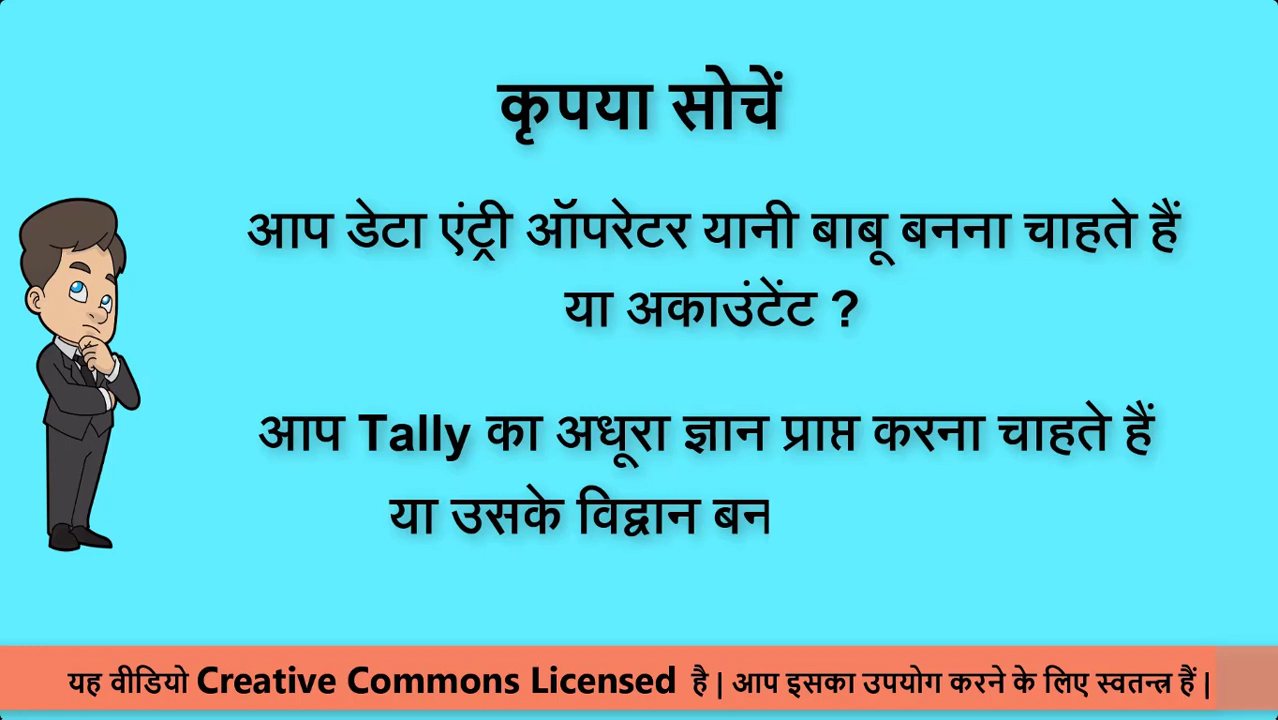 कृपया सोचें
आप डेटा एंट्री ऑपरेटर यानी बाबू बनना चाहते हैं
या अकाउंटेंट ?
आप Tally का अधूरा ज्ञान प्राप्त करना चाहते हैं
या उसके विद्वान बन
यह वीडियो Creative Commons Licensed है | आप इसका उपयोग करने के लिए स्वतन्त्र हैं |